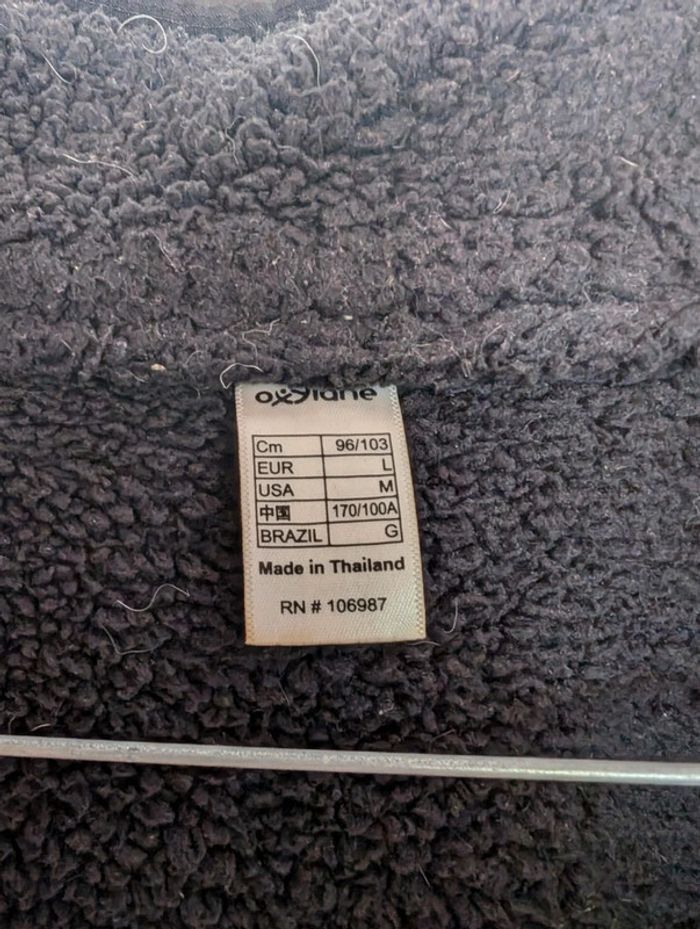 oxylane
Cm 96/103
EUR L
USA M
中国 170/100A
BRAZIL G
Made in Thailand
RN # 106987